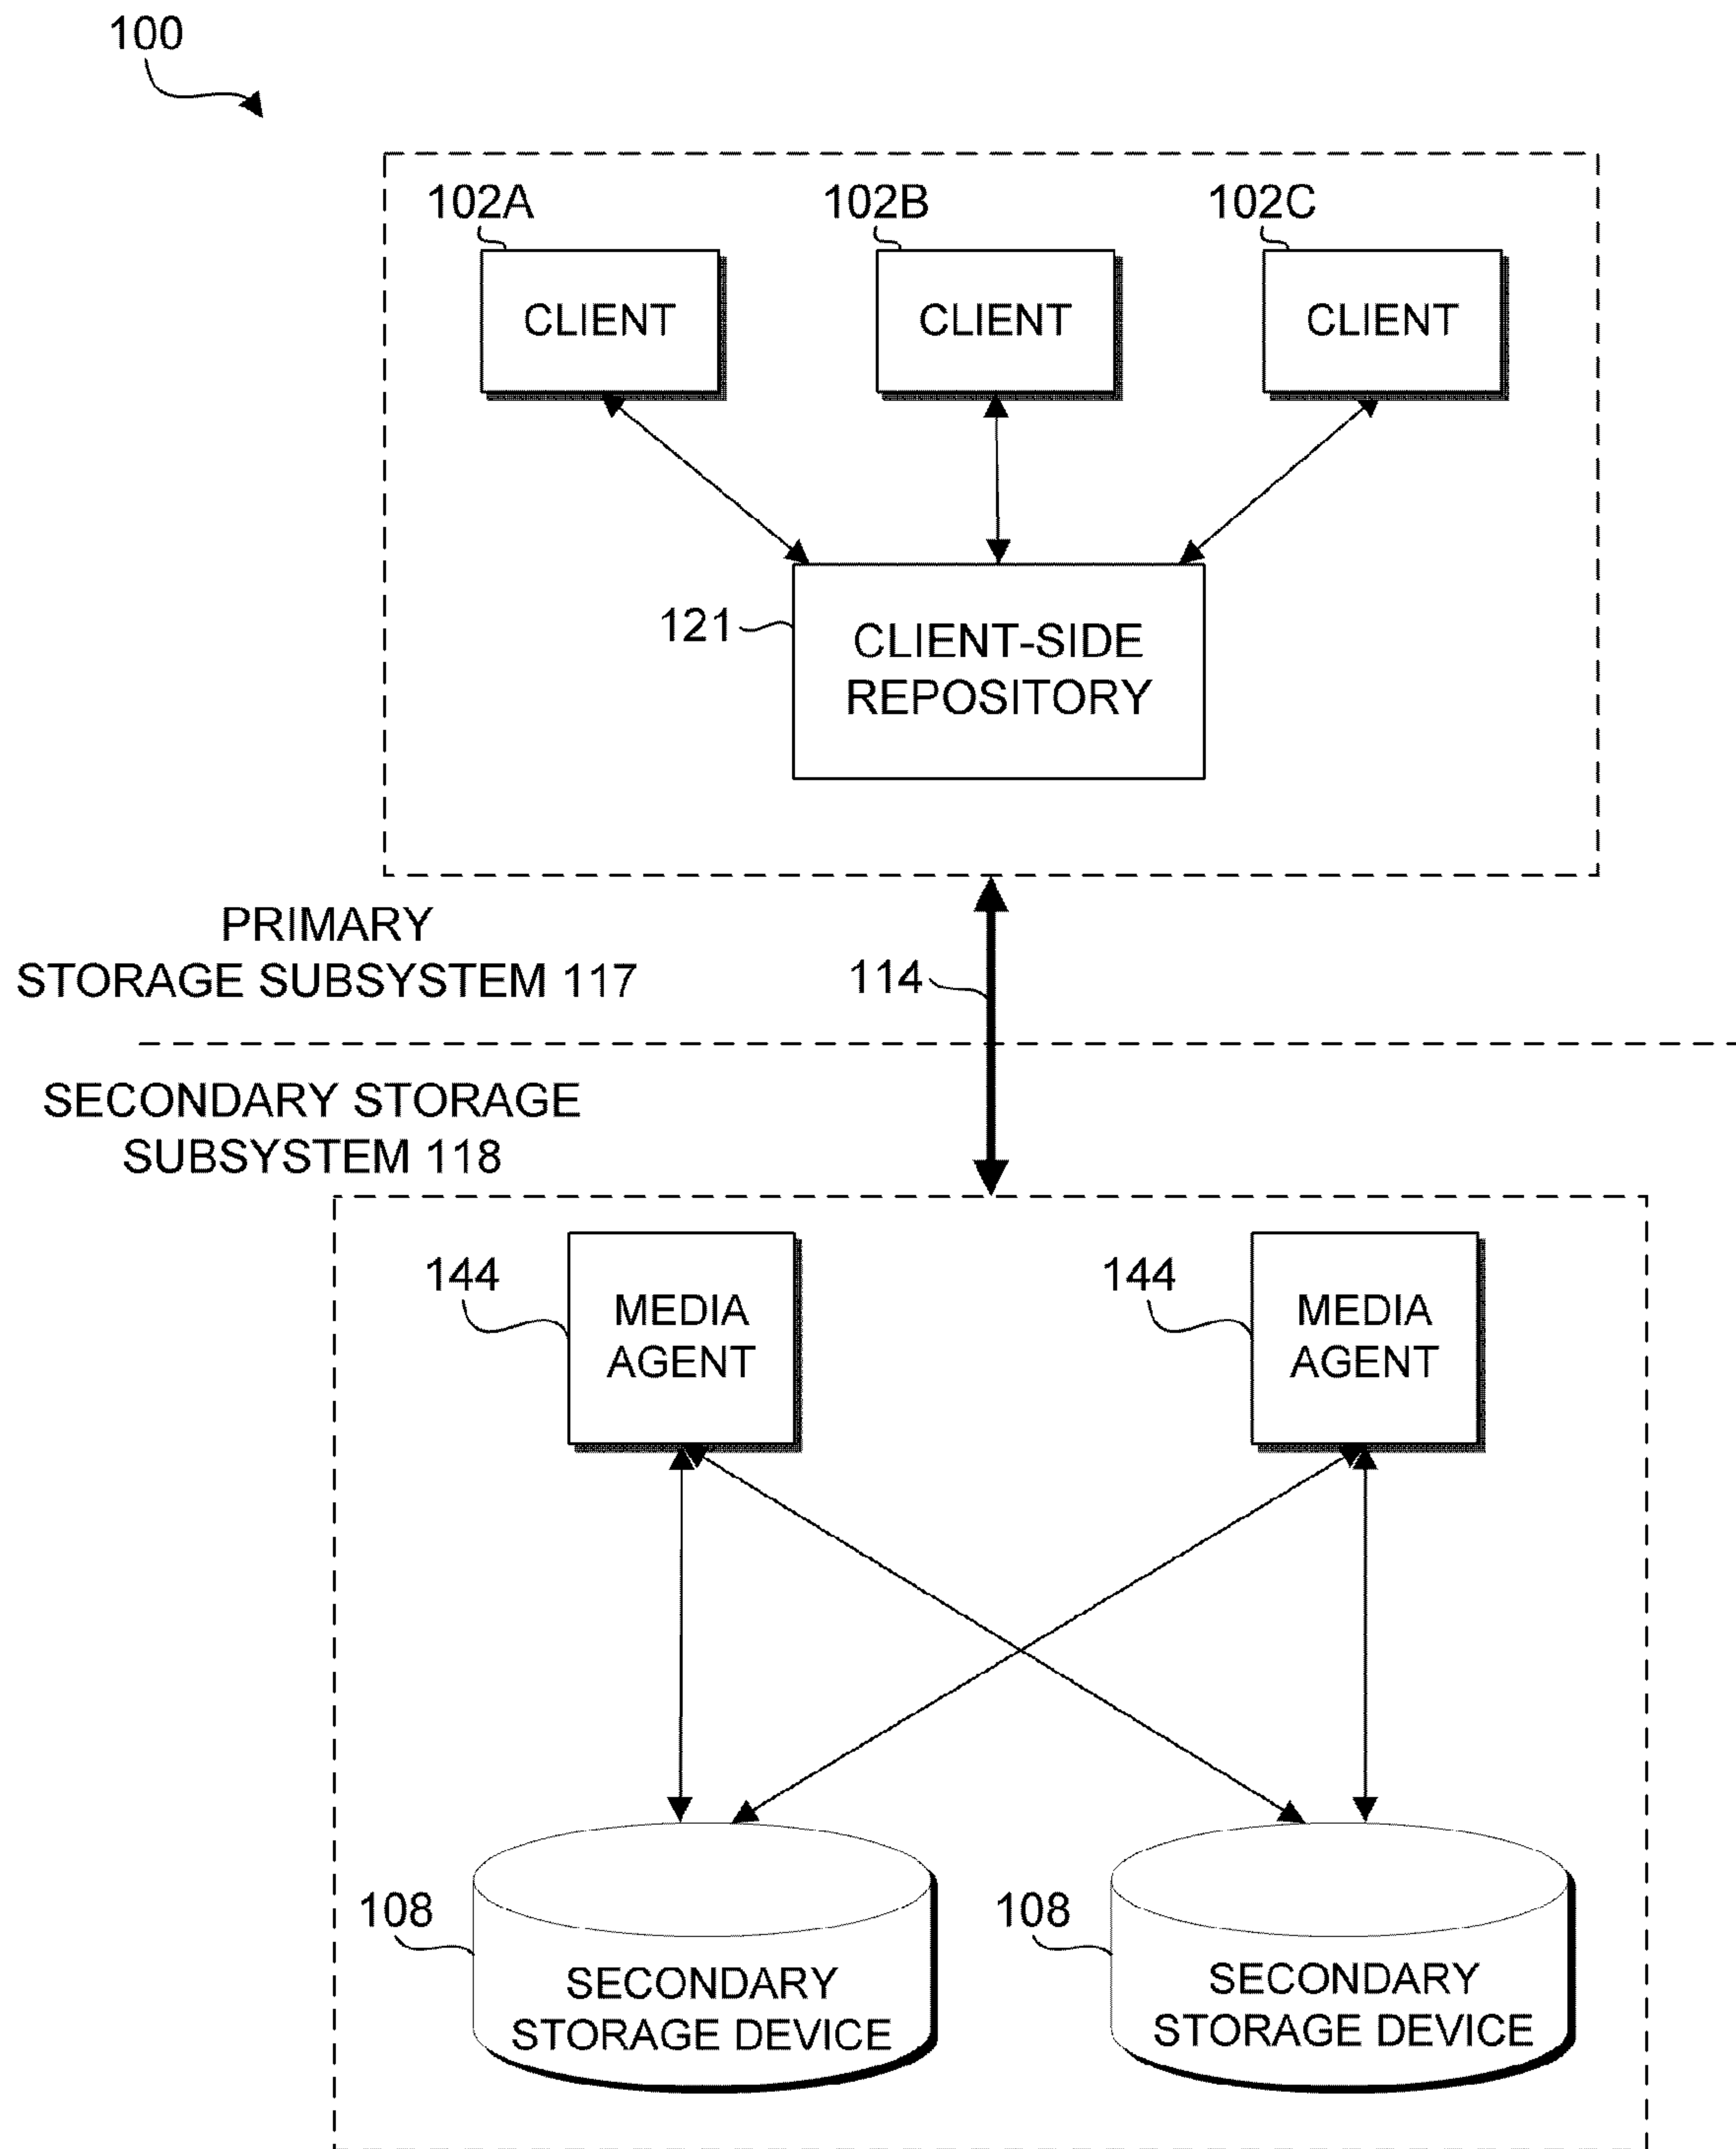 100
102A
102B
102C
CLIENT
CLIENT
CLIENT
121
CLIENT-SIDE
REPOSITORY
PRIMARY
STORAGE SUBSYSTEM 117
114
SECONDARY STORAGE
SUBSYSTEM 118
144
MEDIA
AGENT
144
MEDIA
AGENT
108
SECONDARY
STORAGE DEVICE
108
SECONDARY
STORAGE DEVICE